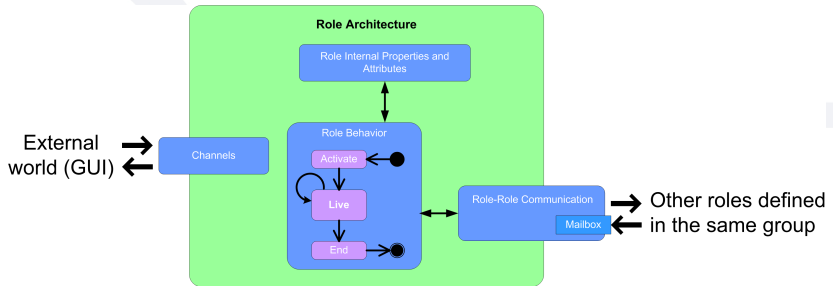 Role Architecture
Role Internal Properties and
Attributes
Role Behavior
Activate
Live
End
External
world (GUI)
Channels
Role-Role Communication
Mailbox
Other roles defined
in the same group